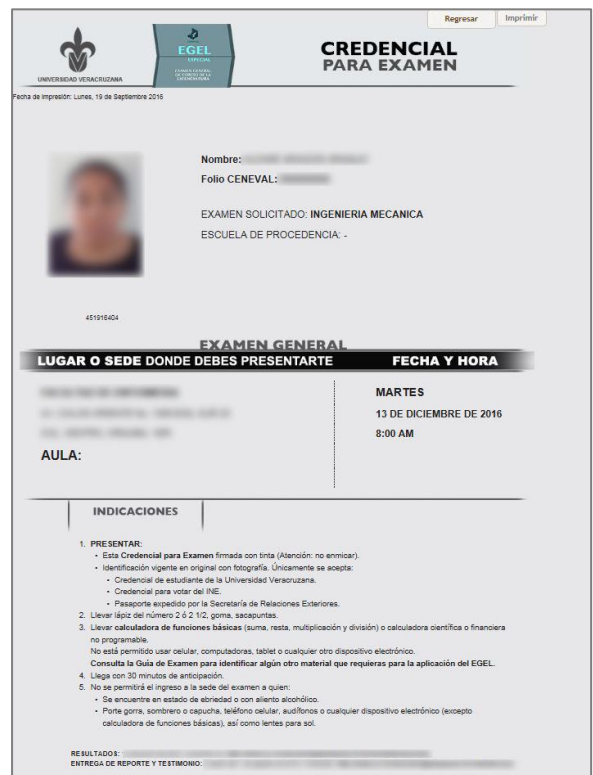 Regresar
Imprimir
UNIVERSIDAD VERACRUZANA
EGEL
ESPECIAL
EXAMEN GENERAL
DE EGRESO DE LA
LICENCIATURA
CREDENCIAL
PARA EXAMEN
Fecha de Impresión: Lunes, 19 de Septiembre 2016
Nombre:
Folio CENEVAL:
EXAMEN SOLICITADO: INGENIERIA MECANICA
ESCUELA DE PROCEDENCIA: -
451916404
EXAMEN GENERAL
LUGAR O SEDE DONDE DEBES PRESENTARTE
FECHA Y HORA
MARTES
13 DE DICIEMBRE DE 2016
8:00 AM
AULA:
INDICACIONES
1. PRESENTAR:
• Esta Credencial para Examen firmada con tinta (Atención: no enmicar).
• Identificación vigente en original con fotografía. Únicamente se acepta:
• Credencial de estudiante de la Universidad Veracruzana.
• Credencial para votar del INE.
• Pasaporte expedido por la Secretaría de Relaciones Exteriores.
2. Llevar lápiz del número 2 ó 2 1/2, goma, sacapuntas.
3. Llevar calculadora de funciones básicas (suma, resta, multiplicación y división) o calculadora científica o financiera
no programable.
No está permitido usar celular, computadoras, tablet o cualquier otro dispositivo electrónico.
Consulta la Guía de Examen para identificar algún otro material que requieras para la aplicación del EGEL.
4. Llega con 30 minutos de anticipación.
5. No se permitirá el ingreso a la sede del examen a quien:
• Se encuentre en estado de ebriedad o con aliento alcohólico.
• Porte gorra, sombrero o capucha, teléfono celular, audífonos o cualquier dispositivo electrónico (excepto
calculadora de funciones básicas), así como lentes para sol.
RESULTADOS:
ENTREGA DE REPORTE Y TESTIMONIO: